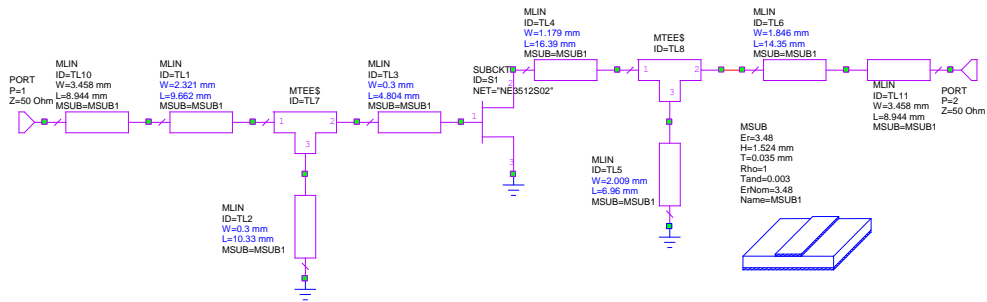 PORT
P=1
Z=50 Ohm
MLIN
ID=TL10
W=3.458 mm
L=8.944 mm
MSUB=MSUB1
MLIN
ID=TL1
W=2.321 mm
L=9.662 mm
MSUB=MSUB1
MTEE$
ID=TL7
1
2
3
MLIN
ID=TL2
W=0.3 mm
L=10.33 mm
MSUB=MSUB1
MLIN
ID=TL3
W=0.3 mm
L=4.804 mm
MSUB=MSUB1
SUBCKT
ID=S1
NET="NE3512S02"
1
2
3
MLIN
ID=TL4
W=1.179 mm
L=16.39 mm
MSUB=MSUB1
MTEE$
ID=TL8
1
2
3
MLIN
ID=TL5
W=2.009 mm
L=6.96 mm
MSUB=MSUB1
MLIN
ID=TL6
W=1.846 mm
L=14.35 mm
MSUB=MSUB1
MLIN
ID=TL11
W=3.458 mm
L=8.944 mm
MSUB=MSUB1
PORT
P=2
Z=50 Ohm
MSUB
Er=3.48
H=1.524 mm
T=0.035 mm
Rho=1
Tand=0.003
ErNom=3.48
Name=MSUB1